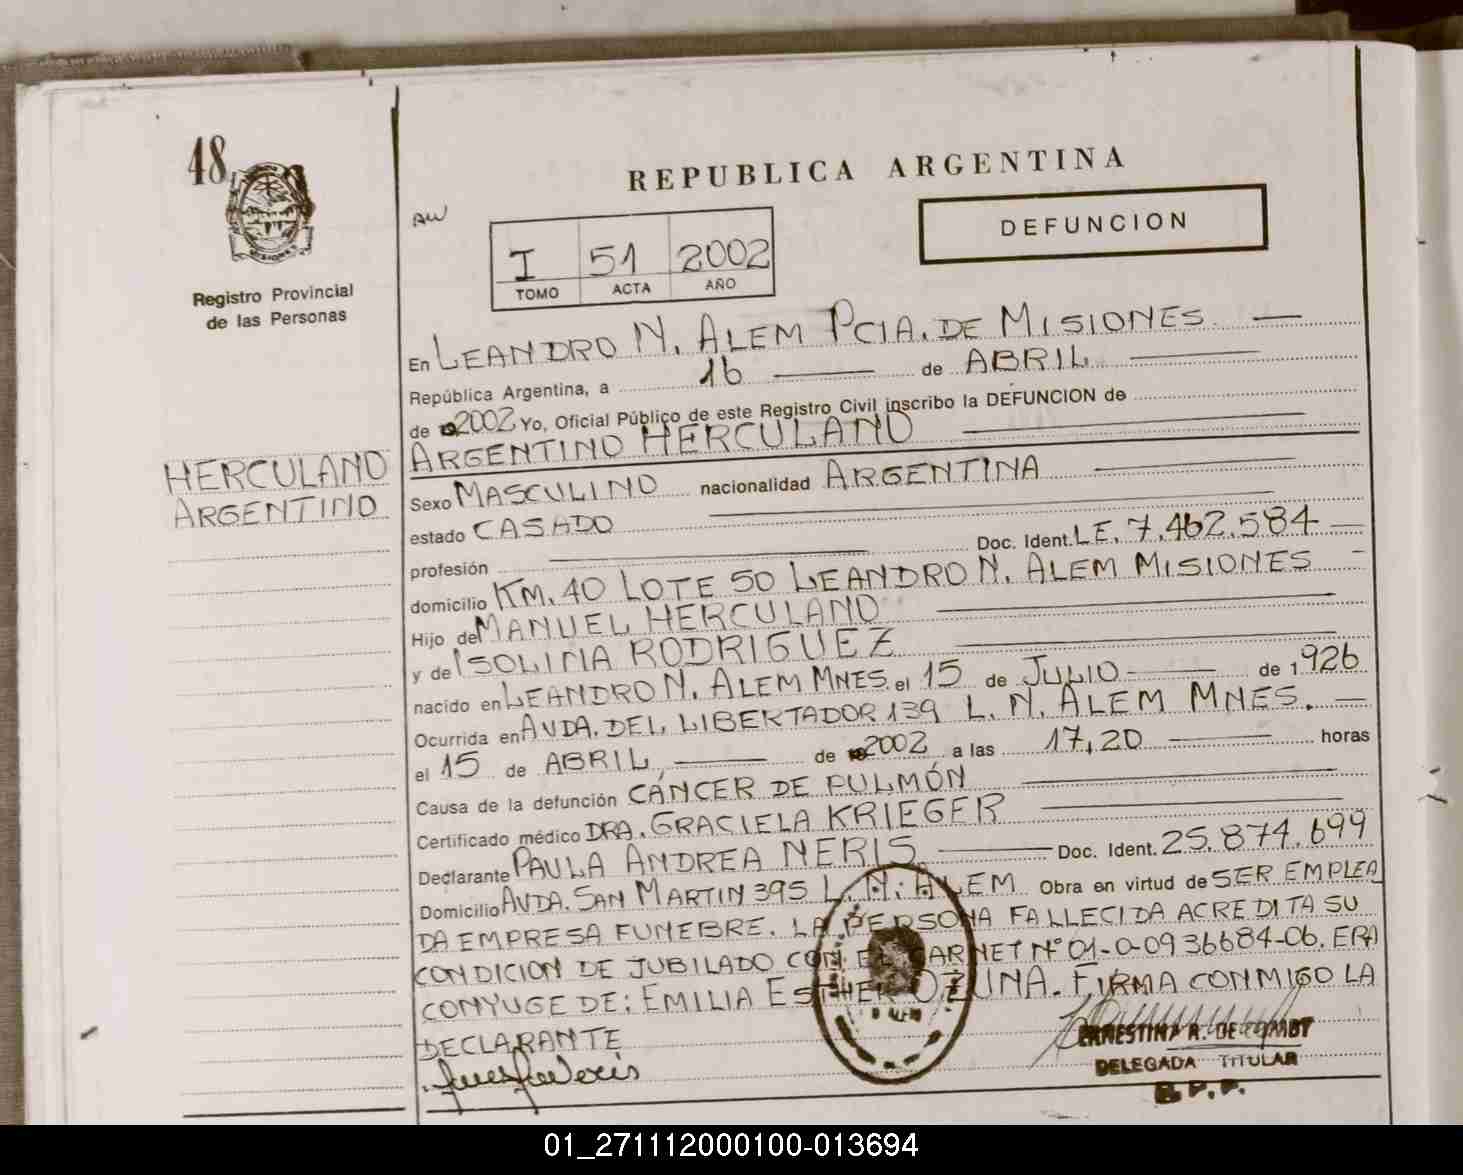 48
REPUBLICA ARGENTINA
AW
DEFUNCION
I 51 2002
TOMO ACTA AÑO
Registro Provincial
de las Personas
En LEANDRO N. ALEM PCIA. DE MISIONES
República Argentina, a 16 de ABRIL
de 2002 Yo, Oficial Público de este Registro Civil inscribo la DEFUNCION de
ARGENTINO HERCULANO
HERCULANO
ARGENTINO
Sexo MASCULINO nacionalidad ARGENTINA
estado CASADO
profesión Doc. Ident. L.E. 7.462.584
domicilio KM. 40 LOTE 50 LEANDRO N. ALEM MISIONES
Hijo de MANUEL HERCULANO
y de ISOLINA RODRIGUEZ
nacido en LEANDRO N. ALEM MNES. el 15 de JULIO de 1926
Ocurrida en AVDA. DEL LIBERTADOR 139 L. N. ALEM MNES.
el 15 de ABRIL de 2002 a las 17,20 horas
Causa de la defunción CÁNCER DE PULMÓN
Certificado médico DRA. GRACIELA KRIEGER
Declarante PAULA ANDREA NERIS Doc. Ident. 25.874.699
Domicilio AVDA. SAN MARTIN 395 L. N. ALEM Obra en virtud de SER EMPLEA
DA EMPRESA FUNEBRE. LA PERSONA FALLECIDA ACREDITA SU
CONDICION DE JUBILADO CON EL CARNET Nº 01-0-0936684-06. ERA
CONYUGE DE: EMILIA ESTHER OZUNA. FIRMA CONMIGO LA
DECLARANTE
ERNESTINA R. DE
DELEGADA TITULAR
R. P. P.
01_271112000100-013694